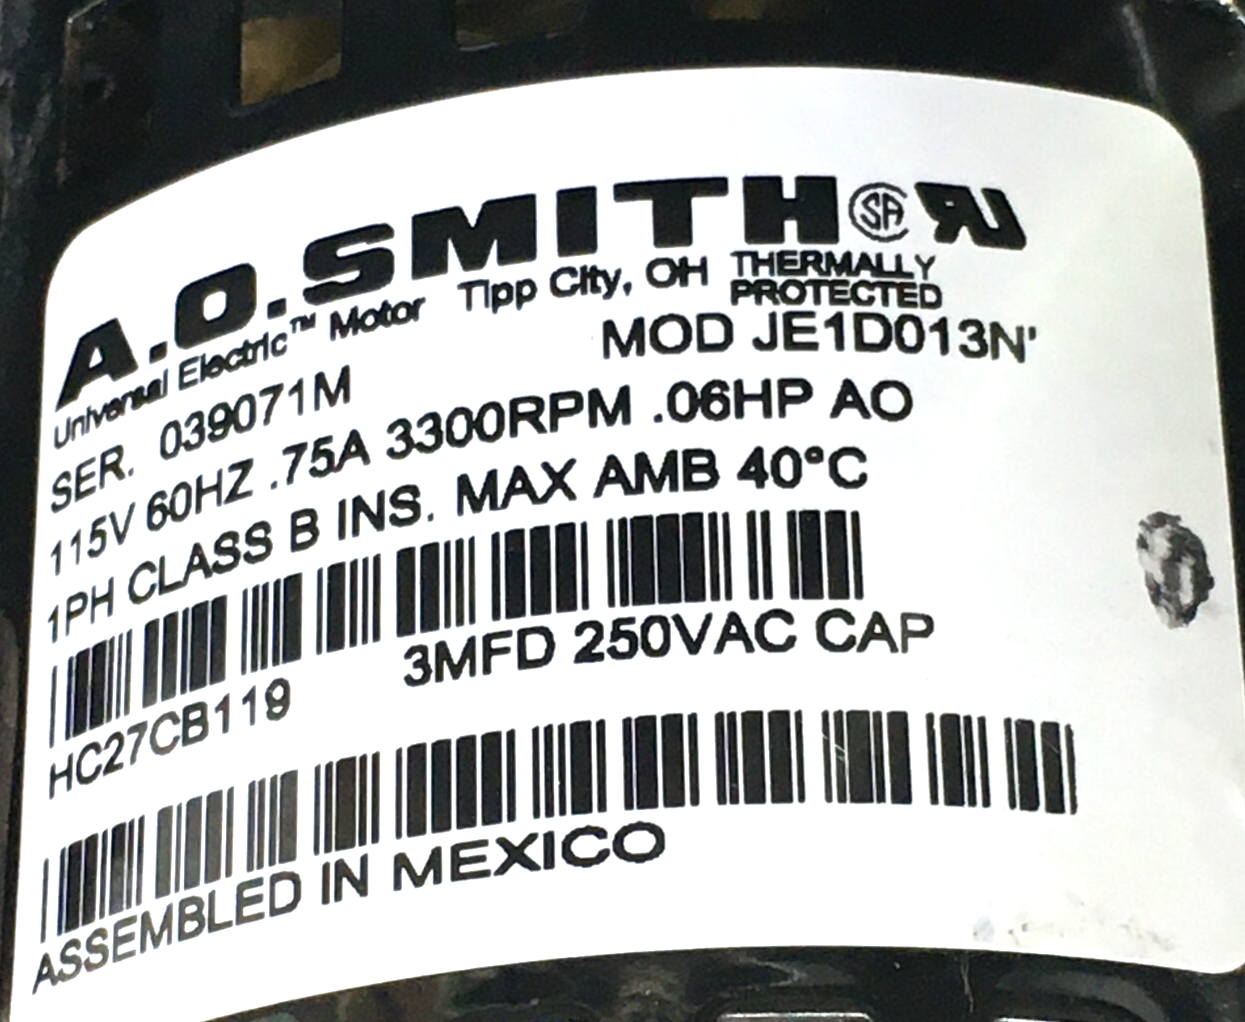 A.O.SMITH
Universal Electric™ Motor Tipp City, OH THERMALLY
PROTECTED
SER. 039071M MOD JE1D013N'
115V 60HZ .75A 3300RPM .06HP AO
1PH CLASS B INS. MAX AMB 40°C
HC27CB119 3MFD 250VAC CAP
ASSEMBLED IN MEXICO